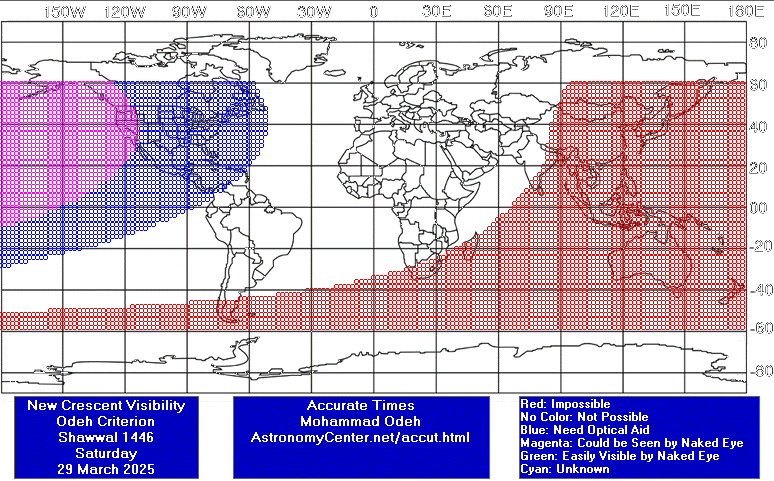 150W 120W 90W 60W 30W 0 30E 60E 90E 120E 150E 180E
80
60
40
20
00
-20
-40
-60
-80
New Crescent Visibility
Odeh Criterion
Shawwal 1446
Saturday
29 March 2025
Accurate Times
Mohammad Odeh
AstronomyCenter.net/accut.html
Red: Impossible
No Color: Not Possible
Blue: Need Optical Aid
Magenta: Could be Seen by Naked Eye
Green: Easily Visible by Naked Eye
Cyan: Unknown